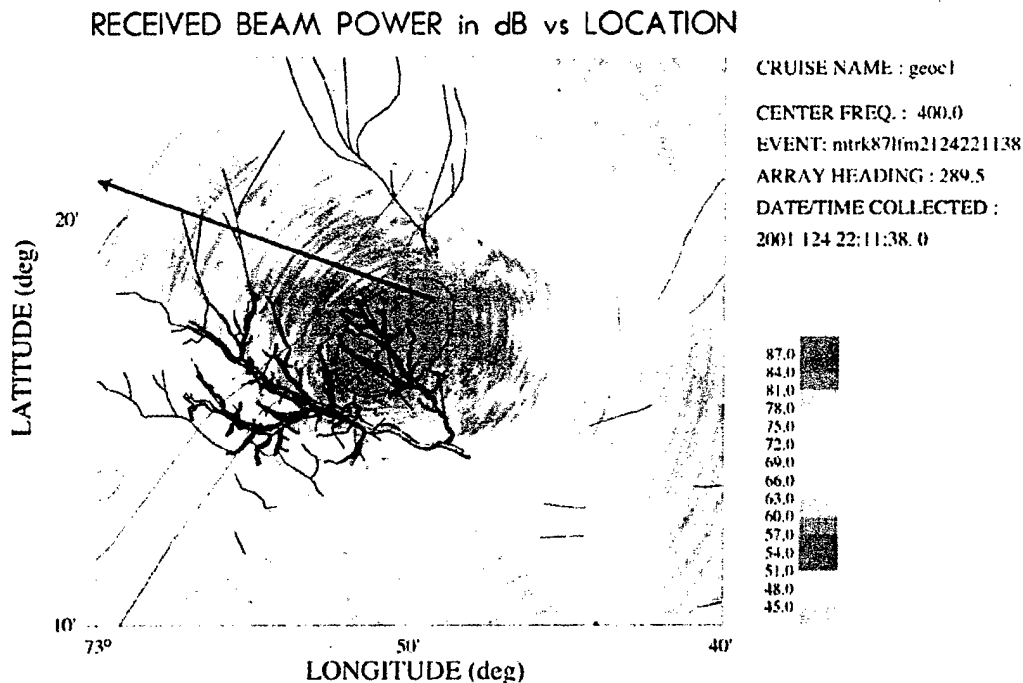 RECEIVED BEAM POWER in dB vs LOCATION
CRUISE NAME : geoc1
CENTER FREQ. : 400.0
EVENT: mtrk87lfm2124221138
ARRAY HEADING : 289.5
DATE/TIME COLLECTED :
2001 124 22:11:38. 0
20'
LATITUDE (deg)
87.0
84.0
81.0
78.0
75.0
72.0
69.0
66.0
63.0
60.0
57.0
54.0
51.0
48.0
45.0
10'
73° 50' 40'
LONGITUDE (deg)